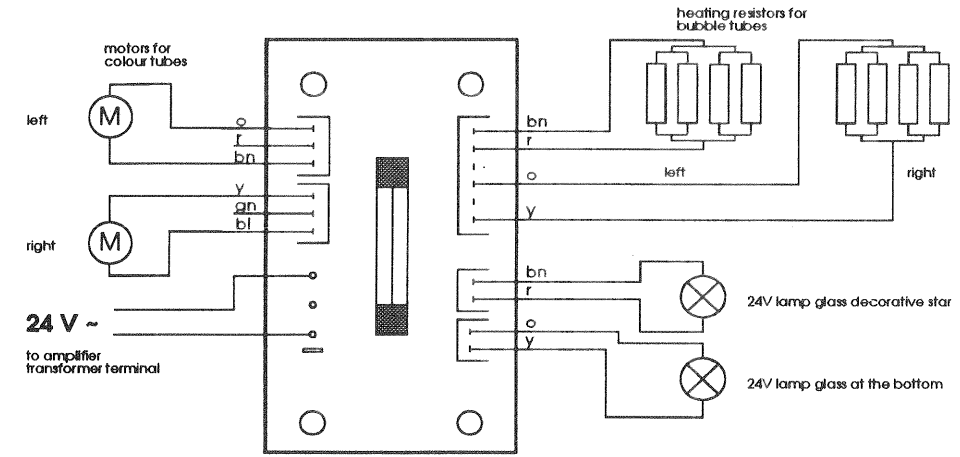 heating resistors for
bubble tubes
motors for
colour tubes
left
M
o
r
bn
y
gn
bl
right
M
24 V ~
to amplifier
transformer terminal
bn
r
o
y
left
right
bn
r
o
y
24V lamp glass decorative star
24V lamp glass at the bottom